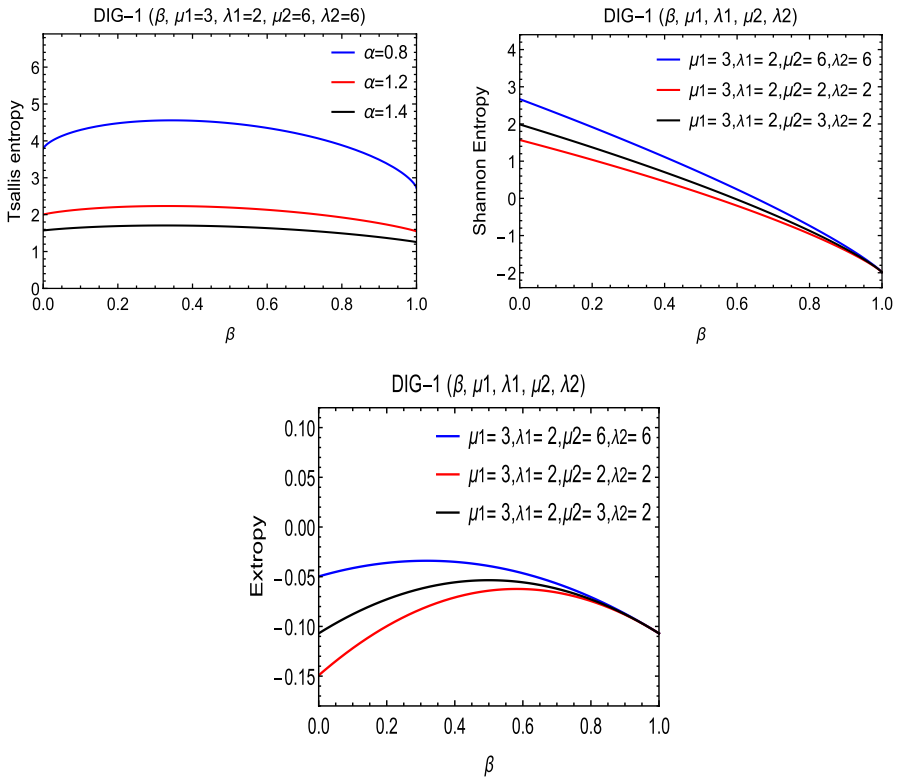 DIG–1 (β, μ1=3, λ1=2, μ2=6, λ2=6)
Tsallis entropy
6
5
4
3
2
1
0
α=0.8
α=1.2
α=1.4
0.0 0.2 0.4 0.6 0.8 1.0
β
DIG–1 (β, μ1, λ1, μ2, λ2)
Shannon Entropy
4
3
2
1
0
−1
−2
μ1= 3,λ1= 2,μ2= 6,λ2= 6
μ1= 3,λ1= 2,μ2= 2,λ2= 2
μ1= 3,λ1= 2,μ2= 3,λ2= 2
0.0 0.2 0.4 0.6 0.8 1.0
β
DIG–1 (β, μ1, λ1, μ2, λ2)
Extropy
0.10
0.05
0.00
−0.05
−0.10
−0.15
μ1= 3,λ1= 2,μ2= 6,λ2= 6
μ1= 3,λ1= 2,μ2= 2,λ2= 2
μ1= 3,λ1= 2,μ2= 3,λ2= 2
0.0 0.2 0.4 0.6 0.8 1.0
β